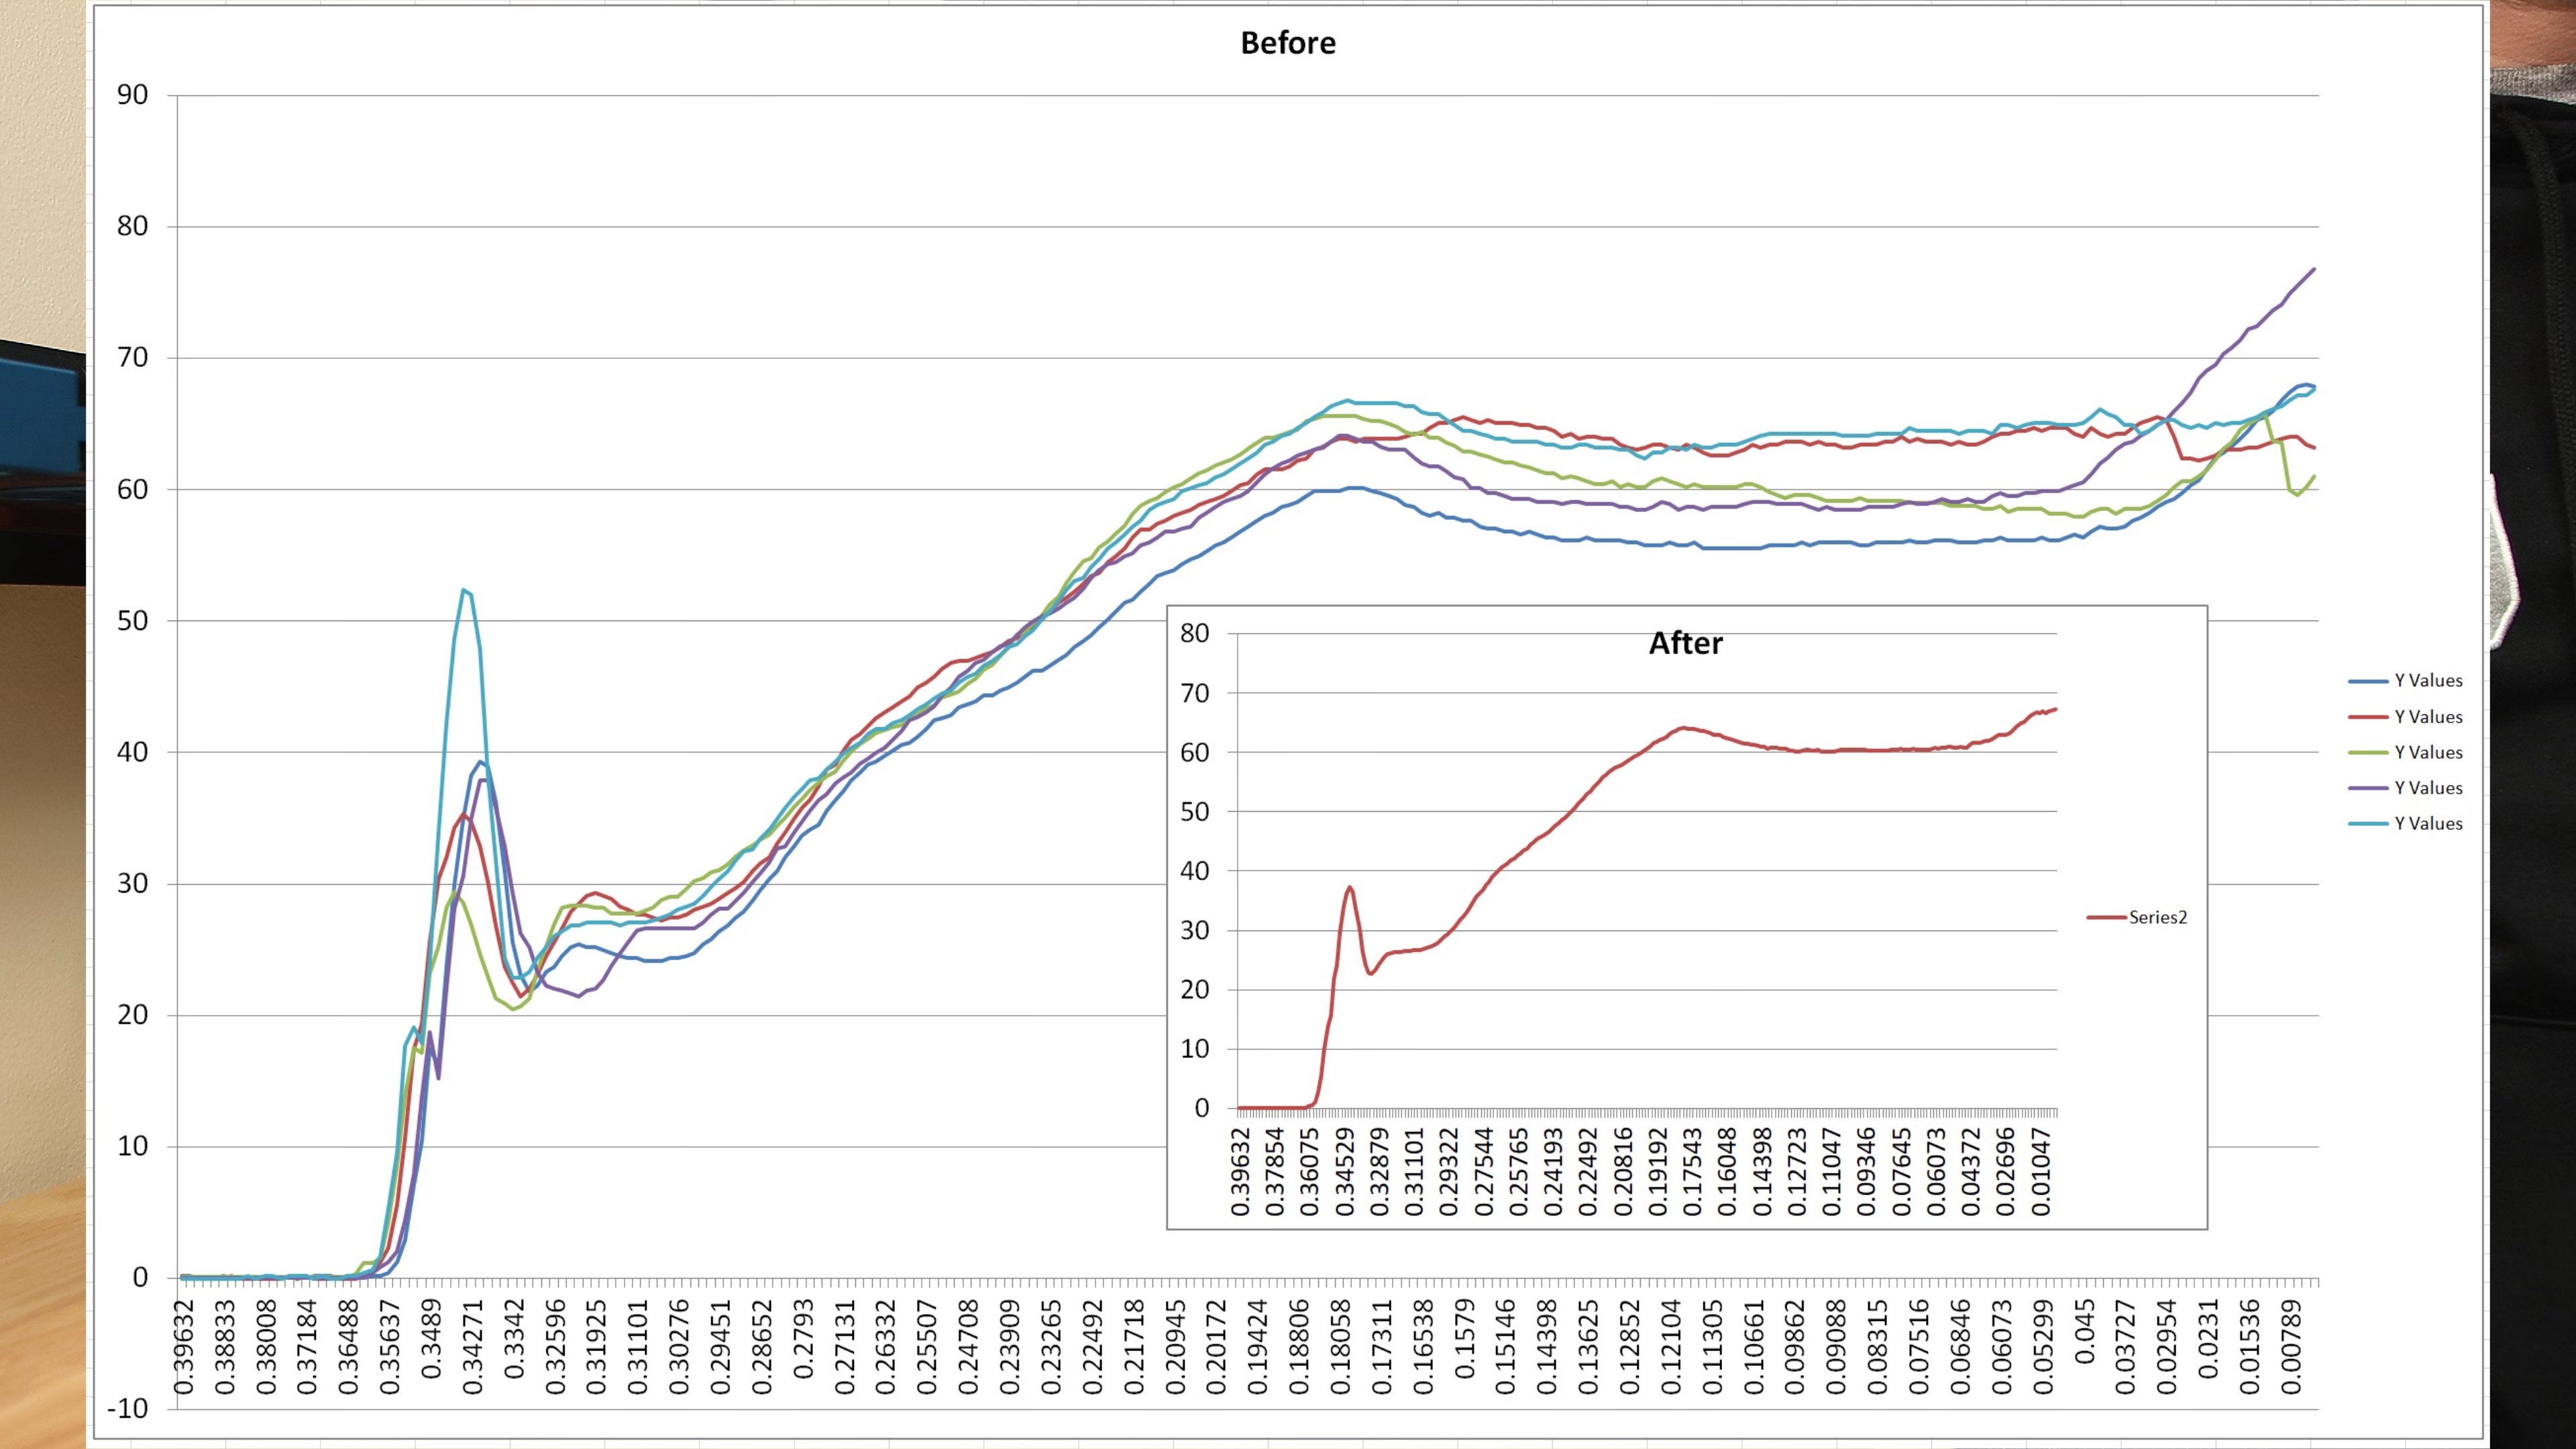 Before
90
80
70
60
50
40
30
20
10
0
-10
0.39632 0.38833 0.38008 0.37184 0.36488 0.35637 0.3489 0.34271 0.3342 0.32596 0.31925 0.31101 0.30276 0.29451 0.28652 0.2793 0.27131 0.26332 0.25507 0.24708 0.23909 0.23265 0.22492 0.21718 0.20945 0.20172 0.19424 0.18806 0.18058 0.17311 0.16538 0.1579 0.15146 0.14398 0.13625 0.12852 0.12104 0.11305 0.10661 0.09862 0.09088 0.08315 0.07516 0.06846 0.06073 0.05299 0.045 0.03727 0.02954 0.0231 0.01536 0.00789
Y Values
Y Values
Y Values
Y Values
Y Values
After
80
70
60
50
40
30
20
10
0
0.39632 0.37854 0.36075 0.34529 0.32879 0.31101 0.29322 0.27544 0.25765 0.24193 0.22492 0.20816 0.19192 0.17543 0.16048 0.14398 0.12723 0.11047 0.09346 0.07645 0.06073 0.04372 0.02696 0.01047
Series2